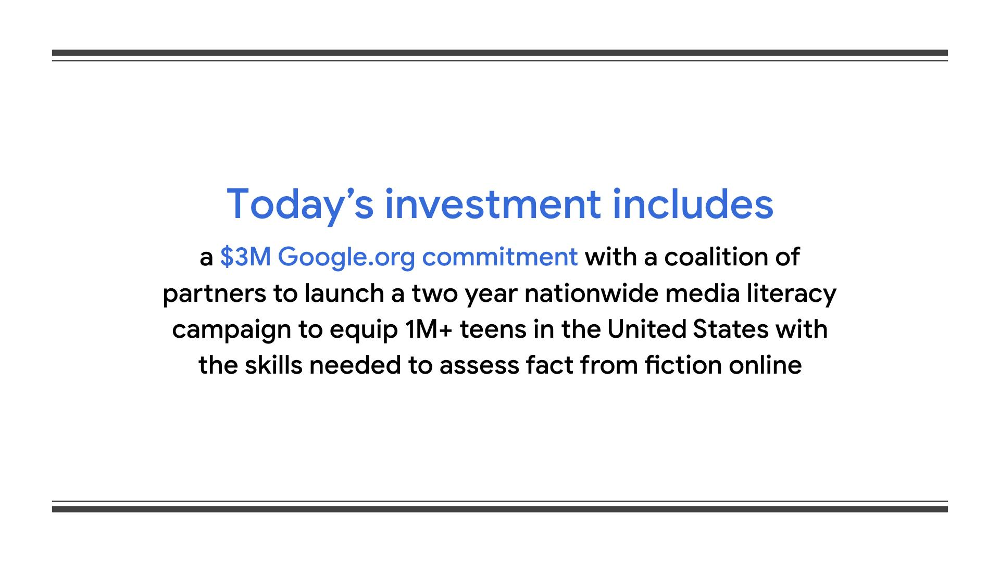 Today’s investment includes
a $3M Google.org commitment with a coalition of
partners to launch a two year nationwide media literacy
campaign to equip 1M+ teens in the United States with
the skills needed to assess fact from fiction online